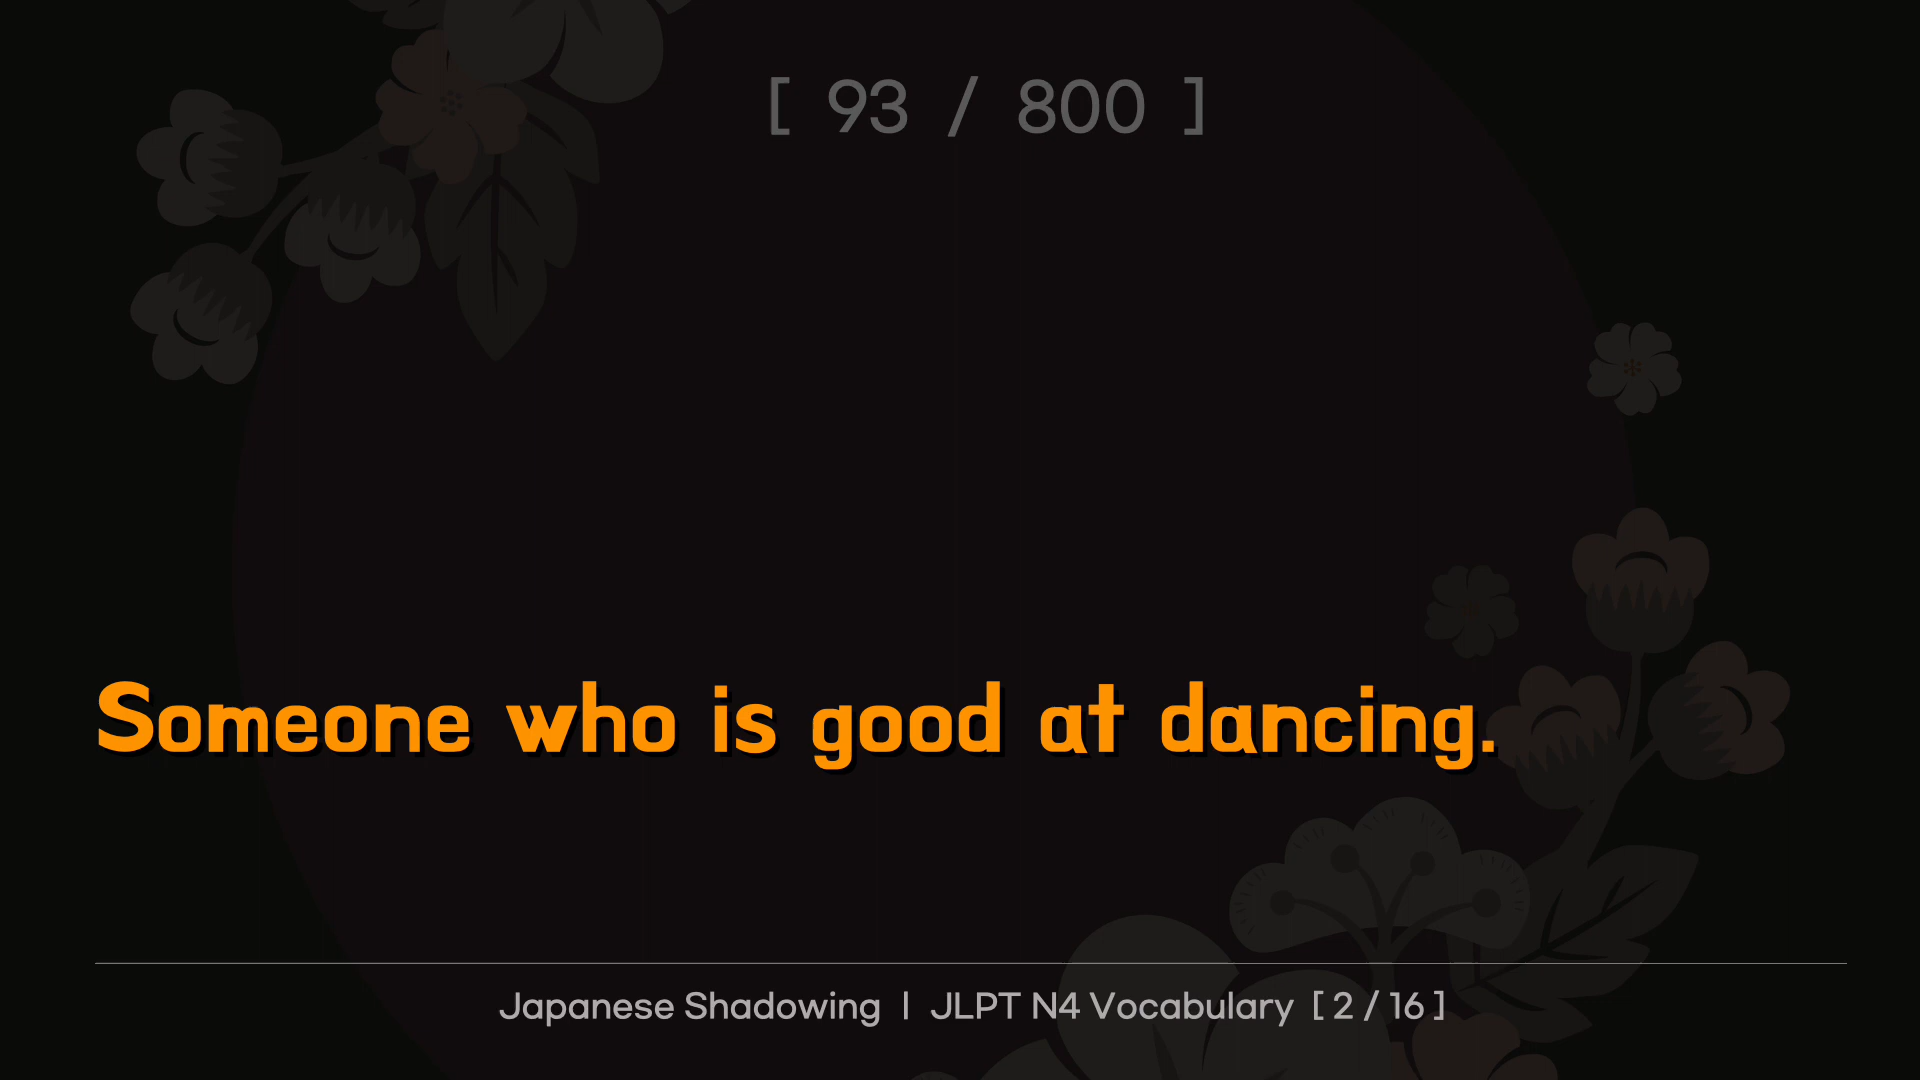 [ 93 / 800 ]
Someone who is good at dancing.
Japanese Shadowing | JLPT N4 Vocabulary [ 2 / 16 ]